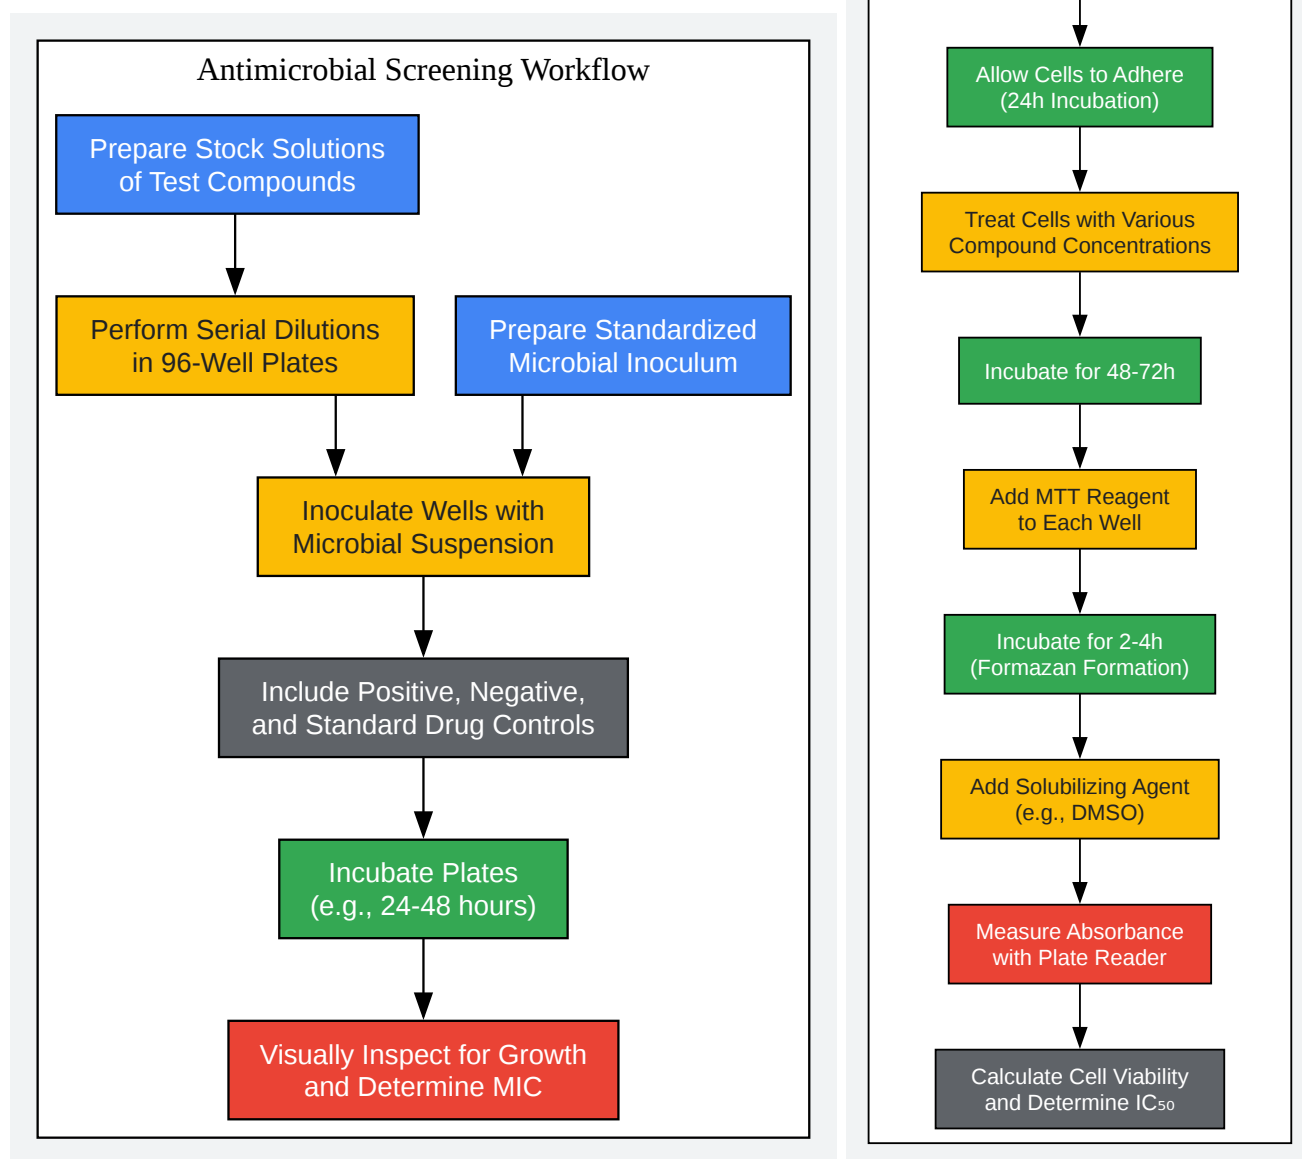 Antimicrobial Screening Workflow
Prepare Stock Solutions
of Test Compounds
Perform Serial Dilutions
in 96-Well Plates
Prepare Standardized
Microbial Inoculum
Inoculate Wells with
Microbial Suspension
Include Positive, Negative,
and Standard Drug Controls
Incubate Plates
(e.g., 24-48 hours)
Visually Inspect for Growth
and Determine MIC
Allow Cells to Adhere
(24h Incubation)
Treat Cells with Various
Compound Concentrations
Incubate for 48-72h
Add MTT Reagent
to Each Well
Incubate for 2-4h
(Formazan Formation)
Add Solubilizing Agent
(e.g., DMSO)
Measure Absorbance
with Plate Reader
Calculate Cell Viability
and Determine IC₅₀